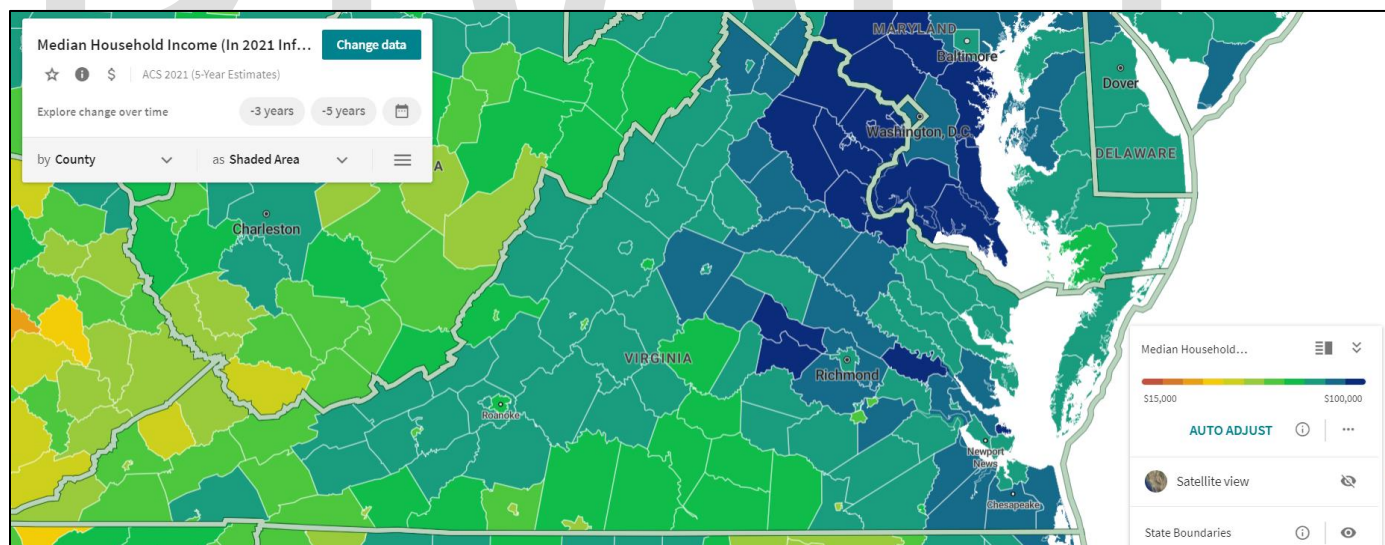 Median Household Income (In 2021 Inf...
Change data
$ ACS 2021 (5-Year Estimates)
Explore change over time
-3 years
-5 years
by County
as Shaded Area
A
MARYLAND
Baltimore
Dover
Washington, D.C.
DELAWARE
Charleston
VIRGINIA
Richmond
Roanoke
Newport
News
Chesapeake
Median Household...
$15,000
$100,000
AUTO ADJUST
...
Satellite view
State Boundaries